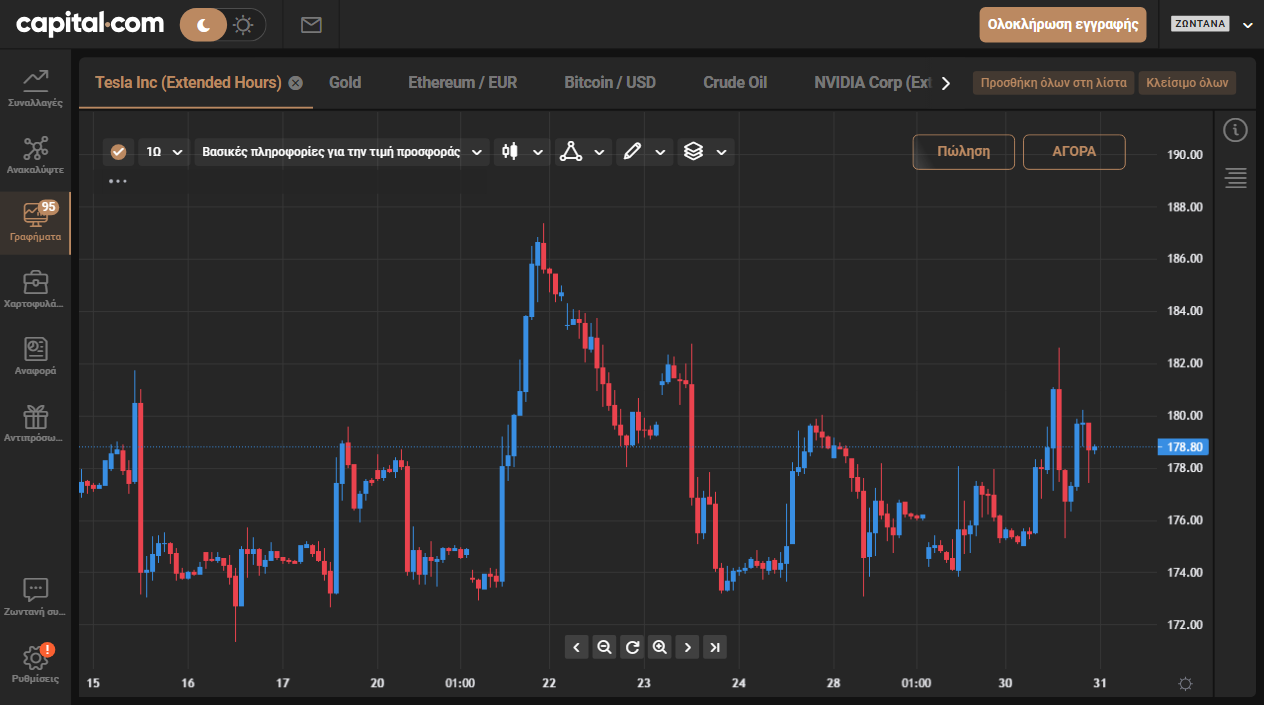 capital.com
Ολοκλήρωση εγγραφής
ΖΩΝΤΑΝΑ
Tesla Inc (Extended Hours)
Gold
Ethereum / EUR
Bitcoin / USD
Crude Oil
NVIDIA Corp (Ext
Προσθήκη όλων στη λίστα
Κλείσιμο όλων
Συναλλαγές
Ανακαλύψτε
95
Γραφήματα
Χαρτοφυλά...
Αναφορά
Αντιπρόσω...
Ζωντανή συ...
!
Ρυθμίσεις
1Ω
Βασικές πληροφορίες για την τιμή προσφοράς
...
Πώληση
ΑΓΟΡΑ
190.00
188.00
186.00
184.00
182.00
180.00
178.80
178.00
176.00
174.00
172.00
15
16
17
20
01:00
22
23
24
28
01:00
30
31